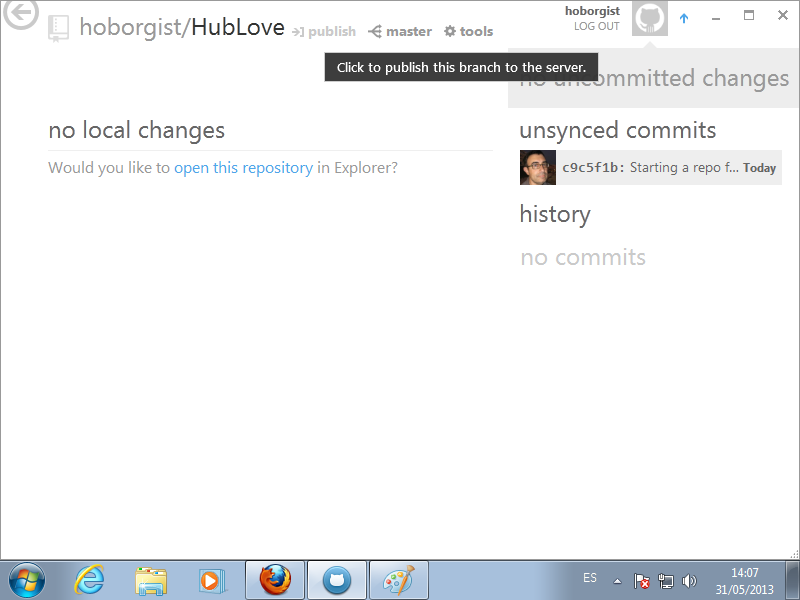 hoborgist/HubLove publish master tools
hoborgist
LOG OUT
Click to publish this branch to the server.
no uncommitted changes
no local changes
Would you like to open this repository in Explorer?
unsynced commits
c9c5f1b: Starting a repo f... Today
history
no commits
ES
14:07
31/05/2013